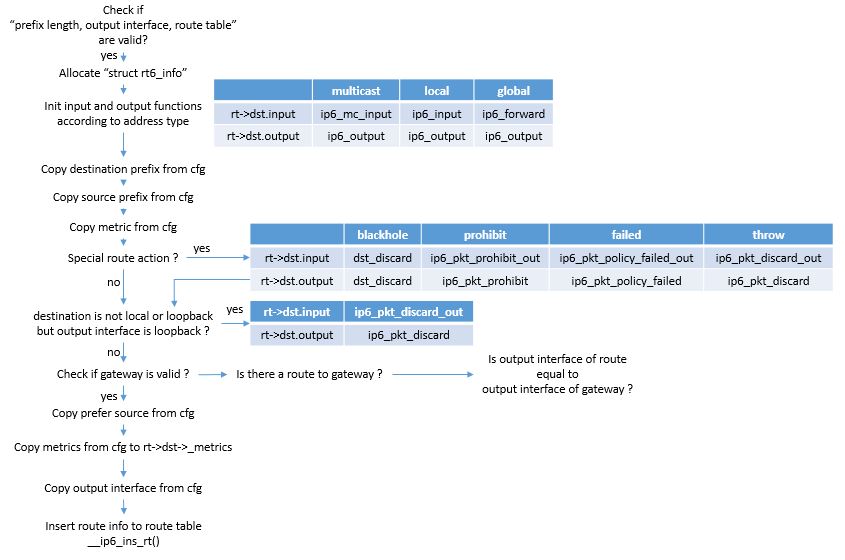 Check if
“prefix length, output interface, route table”
are valid?
yes
Allocate “struct rt6_info”
Init input and output functions
according to address type
multicast local global
rt->dst.input ip6_mc_input ip6_input ip6_forward
rt->dst.output ip6_output ip6_output ip6_output
Copy destination prefix from cfg
Copy source prefix from cfg
Copy metric from cfg
Special route action ?
yes
blackhole prohibit failed throw
rt->dst.input dst_discard ip6_pkt_prohibit_out ip6_pkt_policy_failed_out ip6_pkt_discard_out
rt->dst.output dst_discard ip6_pkt_prohibit ip6_pkt_policy_failed ip6_pkt_discard
no
destination is not local or loopback
but output interface is loopback ?
yes
rt->dst.input ip6_pkt_discard_out
rt->dst.output ip6_pkt_discard
no
Check if gateway is valid ?
Is there a route to gateway ?
Is output interface of route
equal to
output interface of gateway ?
yes
Copy prefer source from cfg
Copy metrics from cfg to rt->dst->_metrics
Copy output interface from cfg
Insert route info to route table
__ip6_ins_rt()